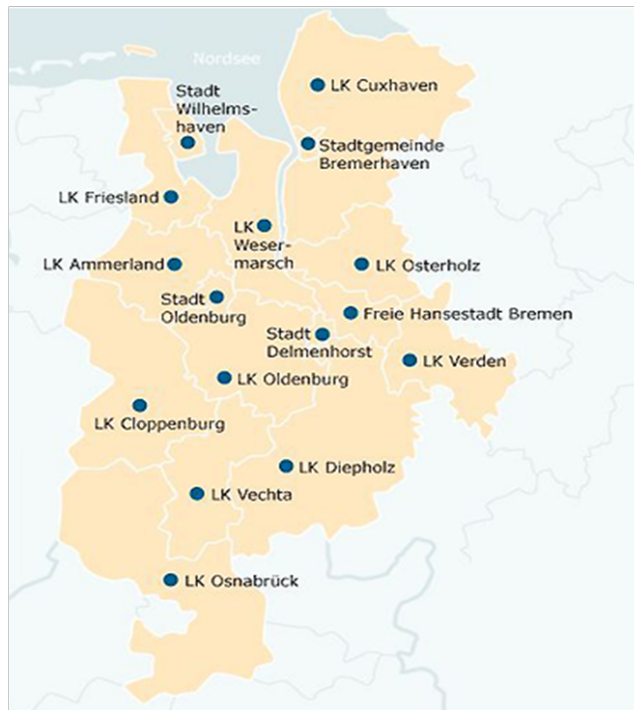 Nordsee
LK Cuxhaven
Stadt
Wilhelms-
haven
Stadtgemeinde
Bremerhaven
LK Friesland
LK
Weser-
marsch
LK Ammerland
LK Osterholz
Stadt
Oldenburg
Freie Hansestadt Bremen
Stadt
Delmenhorst
LK Verden
LK Oldenburg
LK Cloppenburg
LK Diepholz
LK Vechta
LK Osnabrück